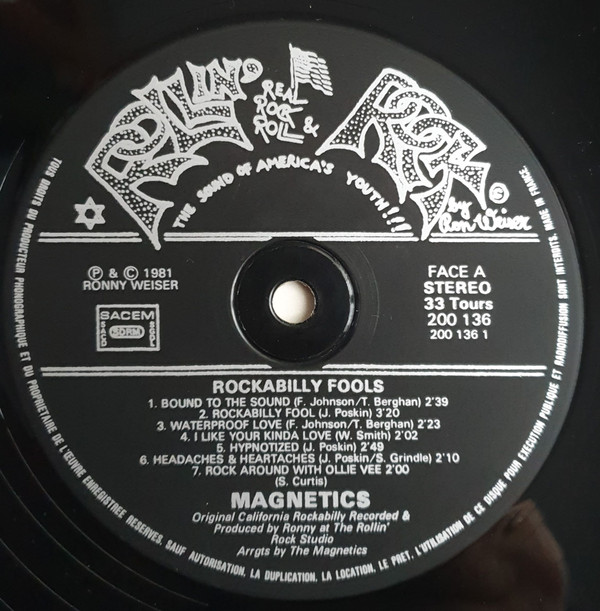 ROLLIN' REAL ROCK & ROLL ROCK
THE SOUND OF AMERICA'S YOUTH!!!!
by Ron Weiser
℗ & © 1981
RONNY WEISER
SACEM
SACD SDRM SGDL
FACE A
STEREO
33 Tours
200 136
200 136 1
ROCKABILLY FOOLS
1. BOUND TO THE SOUND (F. Johnson/T. Berghan) 2'39
2. ROCKABILLY FOOL (J. Poskin) 3'20
3. WATERPROOF LOVE (F. Johnson/T. Berghan) 2'23
4. I LIKE YOUR KINDA LOVE (W. Smith) 2'02
5. HYPNOTIZED (J. Poskin) 2'49
6. HEADACHES & HEARTACHES (J. Poskin/S. Grindle) 2'10
7. ROCK AROUND WITH OLLIE VEE 2'00
(S. Curtis)
MAGNETICS
Original California Rockabilly Recorded &
Produced by Ronny at The Rollin'
Rock Studio
Arrgts by The Magnetics
TOUS DROITS DU PRODUCTEUR PHONOGRAPHIQUE ET DU PROPRIETAIRE DE L'ŒUVRE ENREGISTREE RESERVES. SAUF AUTORISATION, LA DUPLICATION, LA LOCATION, LE PRET, L'UTILISATION DE CE DISQUE POUR EXECUTION PUBLIQUE ET RADIODIFFUSION SONT INTERDITS. MADE IN FRANCE.